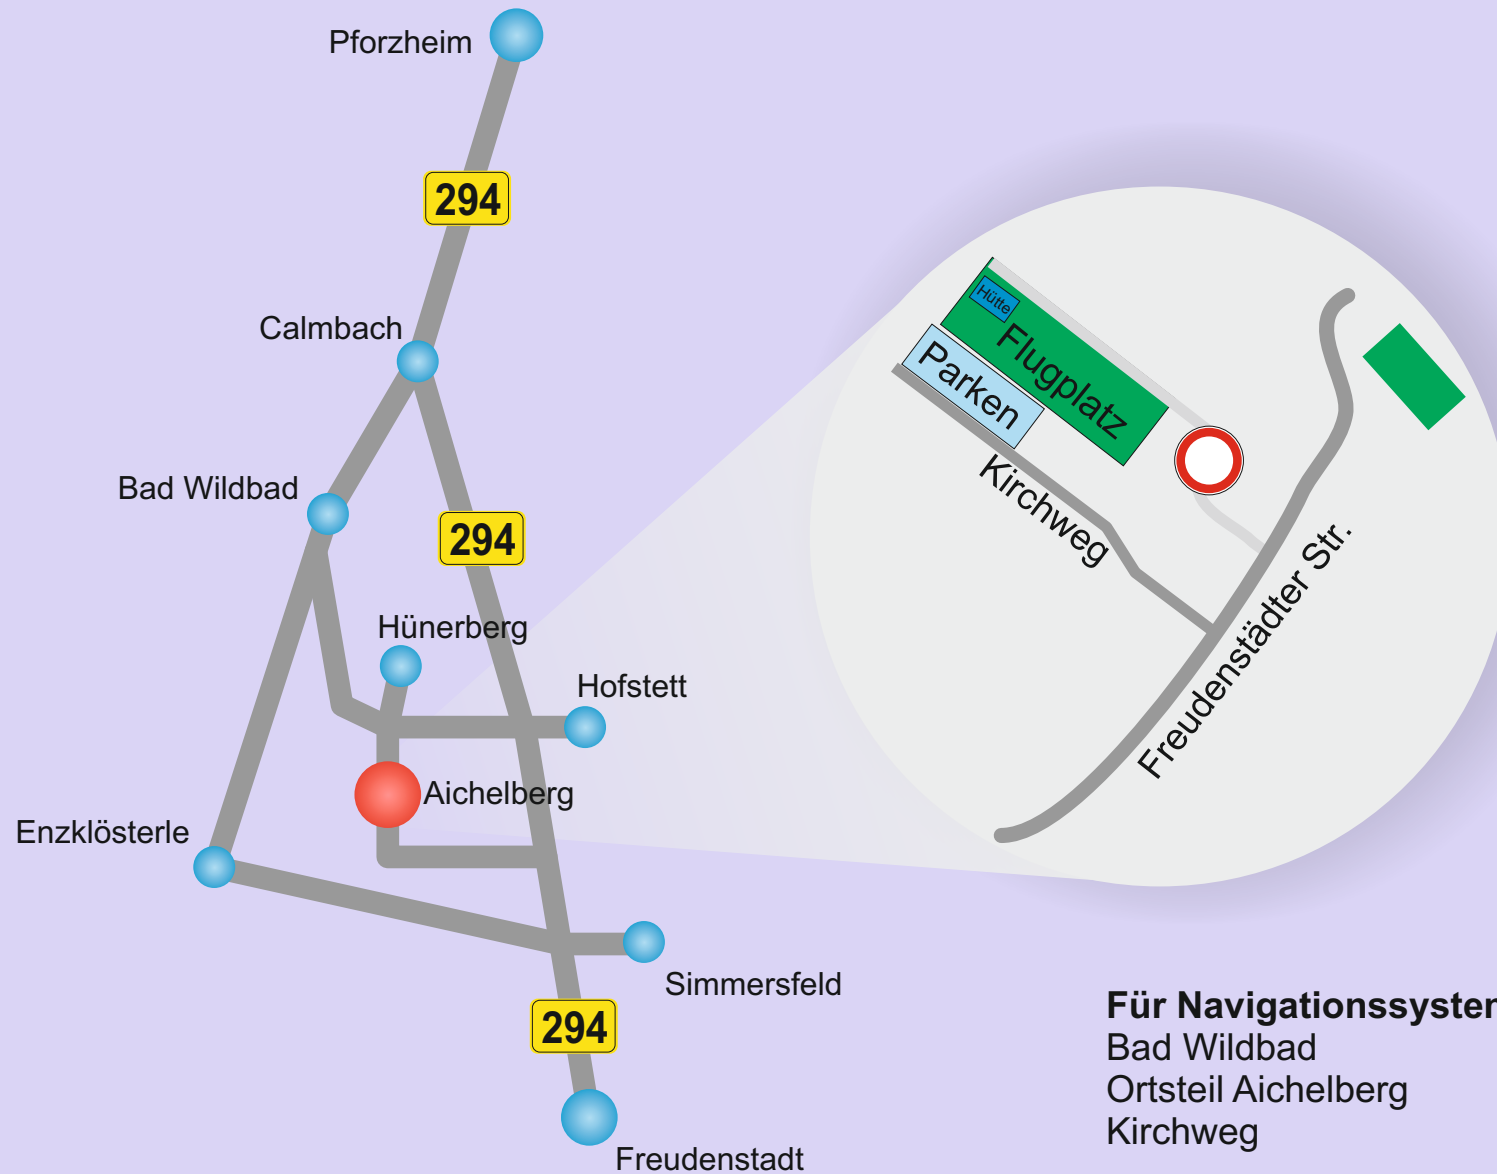 Pforzheim
294
Calmbach
Bad Wildbad
294
Hünerberg
Hofstett
Aichelberg
Enzklösterle
Simmersfeld
294
Freudenstadt
Hütte
Flugplatz
Parken
Kirchweg
Freudenstädter Str.
Für Navigationssystem
Bad Wildbad
Ortsteil Aichelberg
Kirchweg